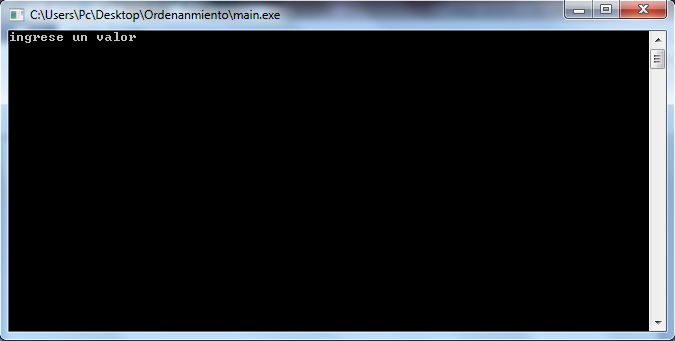 C:\Users\Pc\Desktop\Ordenanmiento\main.exe
ingrese un valor